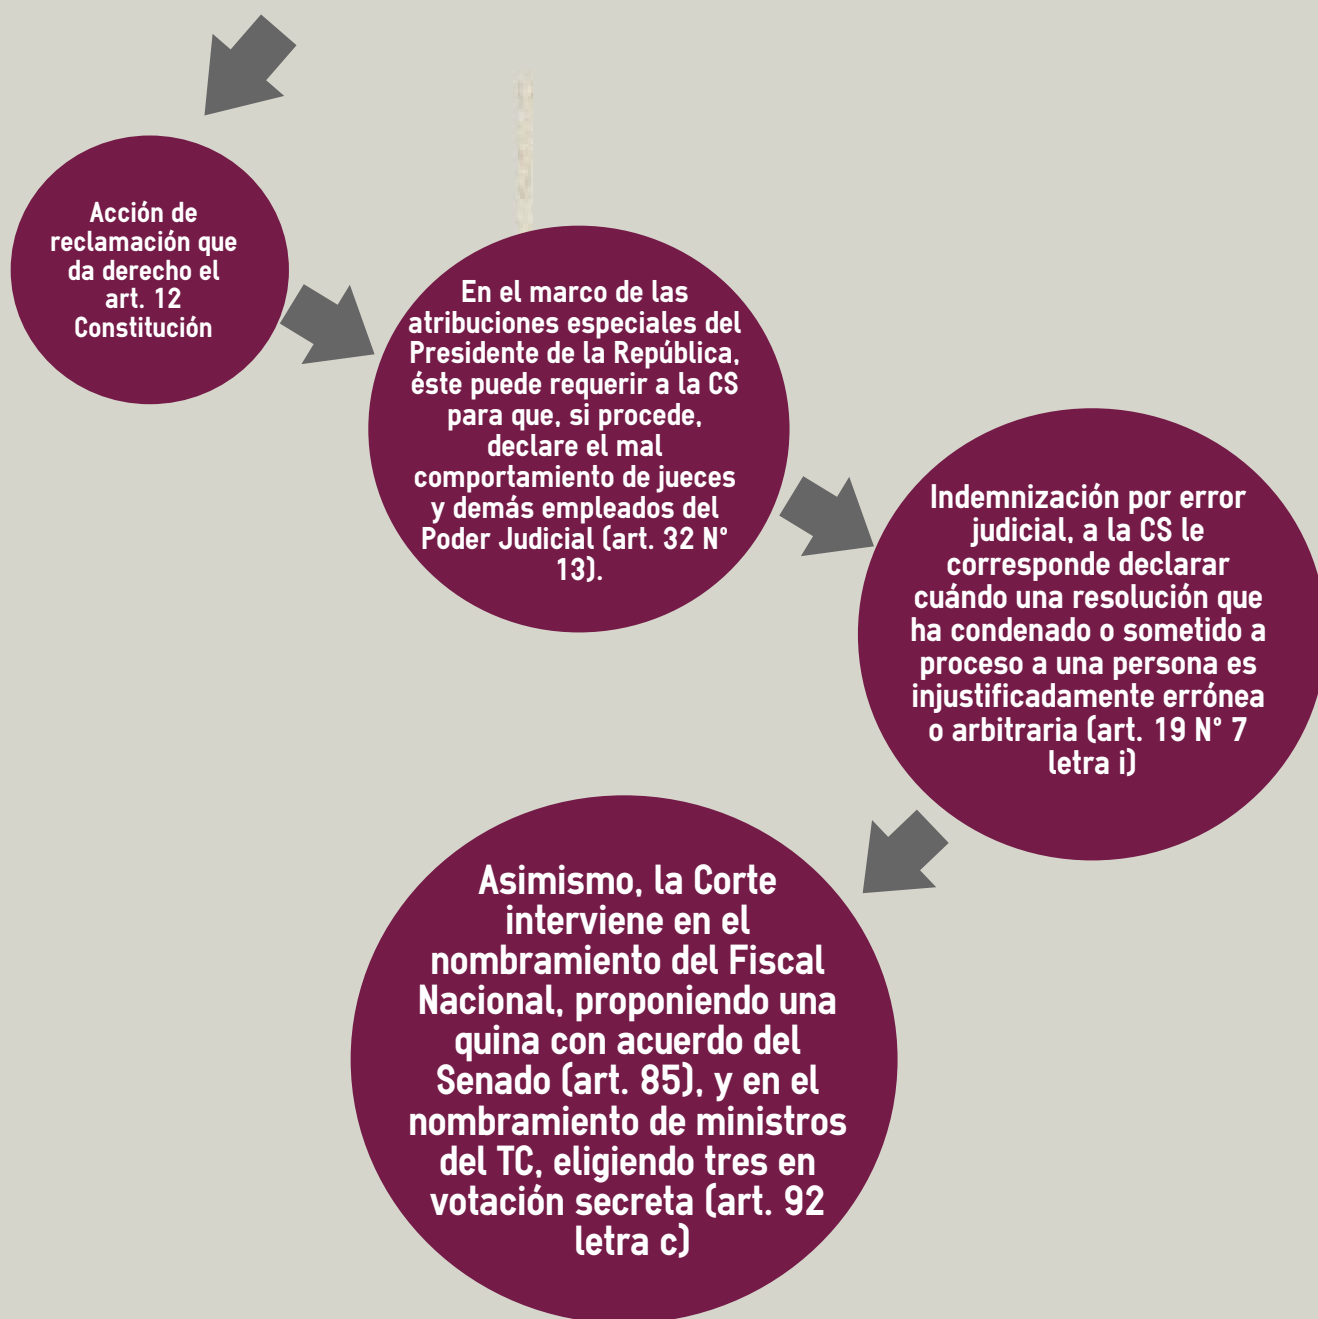 Acción de
reclamación que
da derecho el
art. 12
Constitución
En el marco de las
atribuciones especiales del
Presidente de la República,
éste puede requerir a la CS
para que, si procede,
declare el mal
comportamiento de jueces
y demás empleados del
Poder Judicial (art. 32 N°
13).
Indemnización por error
judicial, a la CS le
corresponde declarar
cuándo una resolución que
ha condenado o sometido a
proceso a una persona es
injustificadamente errónea
o arbitraria (art. 19 N° 7
letra i)
Asimismo, la Corte
interviene en el
nombramiento del Fiscal
Nacional, proponiendo una
quina con acuerdo del
Senado (art. 85), y en el
nombramiento de ministros
del TC, eligiendo tres en
votación secreta (art. 92
letra c)